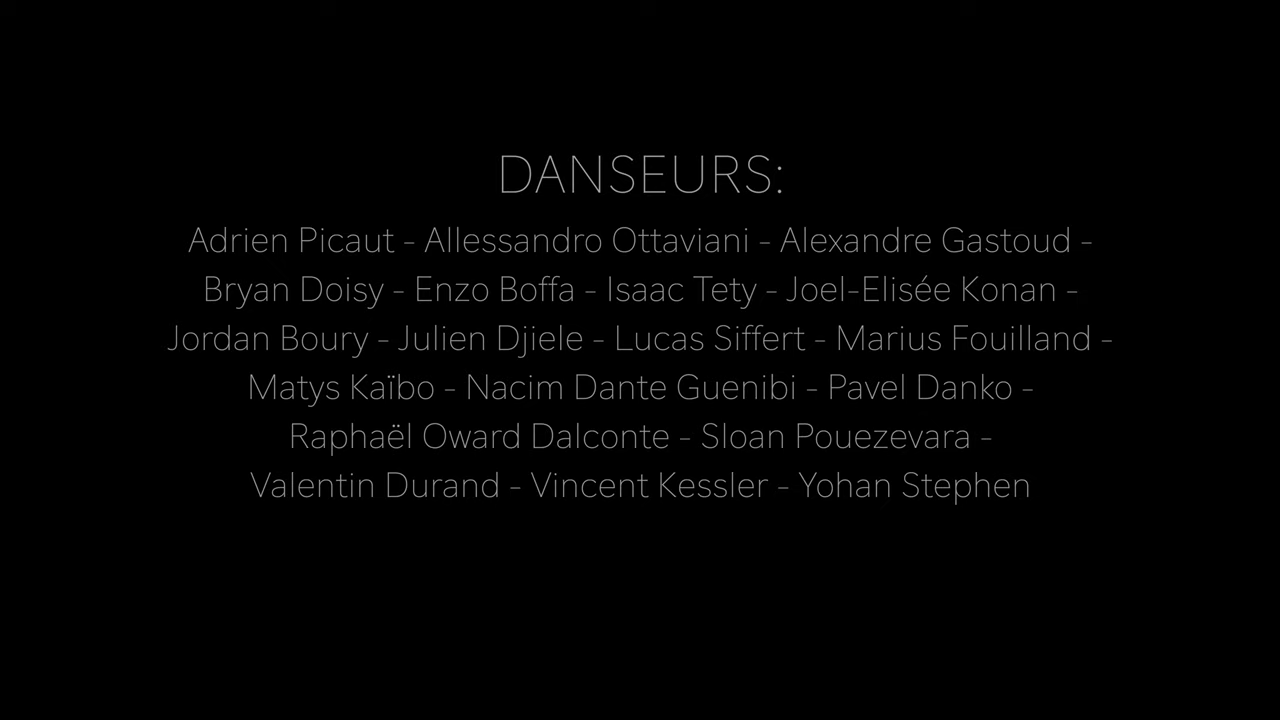 DANSEURS:
Adrien Picaut - Allessandro Ottaviani - Alexandre Gastoud -
Bryan Doisy - Enzo Boffa - Isaac Tety - Joel-Elisée Konan -
Jordan Boury - Julien Djiele - Lucas Siffert - Marius Fouilland -
Matys Kaïbo - Nacim Dante Guenibi - Pavel Danko -
Raphaël Oward Dalconte - Sloan Pouezevara -
Valentin Durand - Vincent Kessler - Yohan Stephen